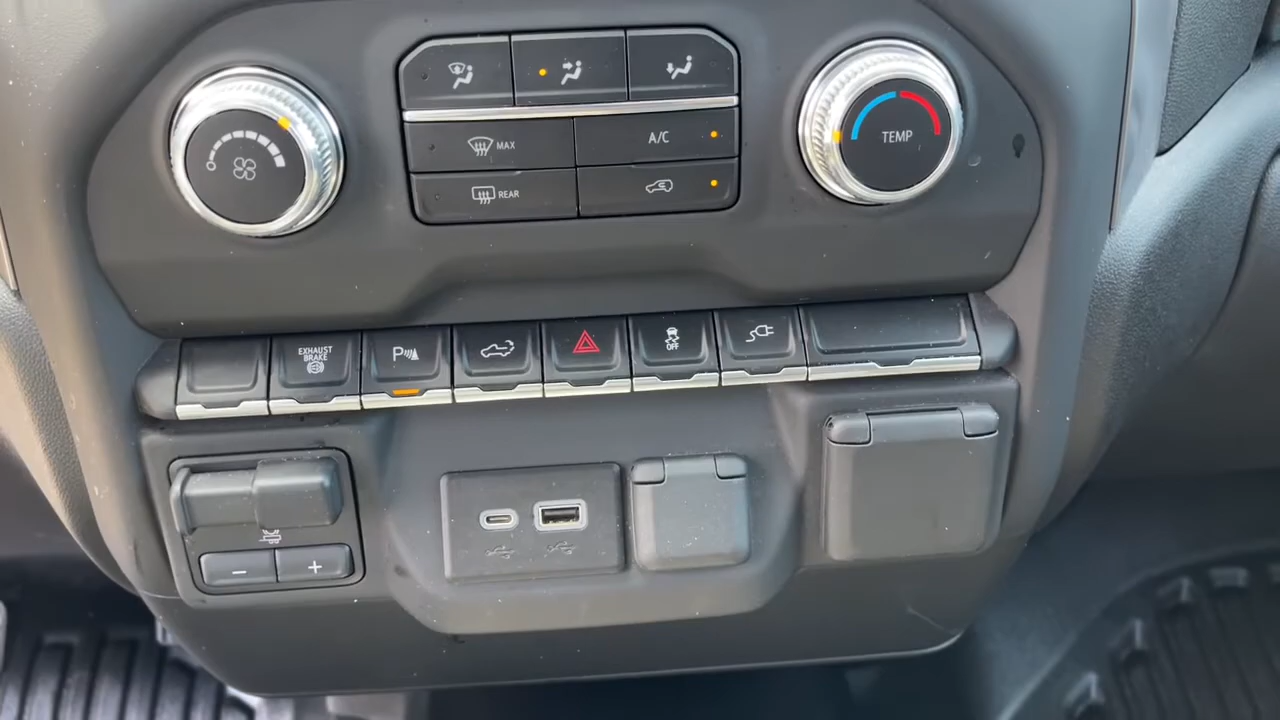 MAX
A/C
TEMP
REAR
EXHAUST
BRAKE
P
OFF
- +